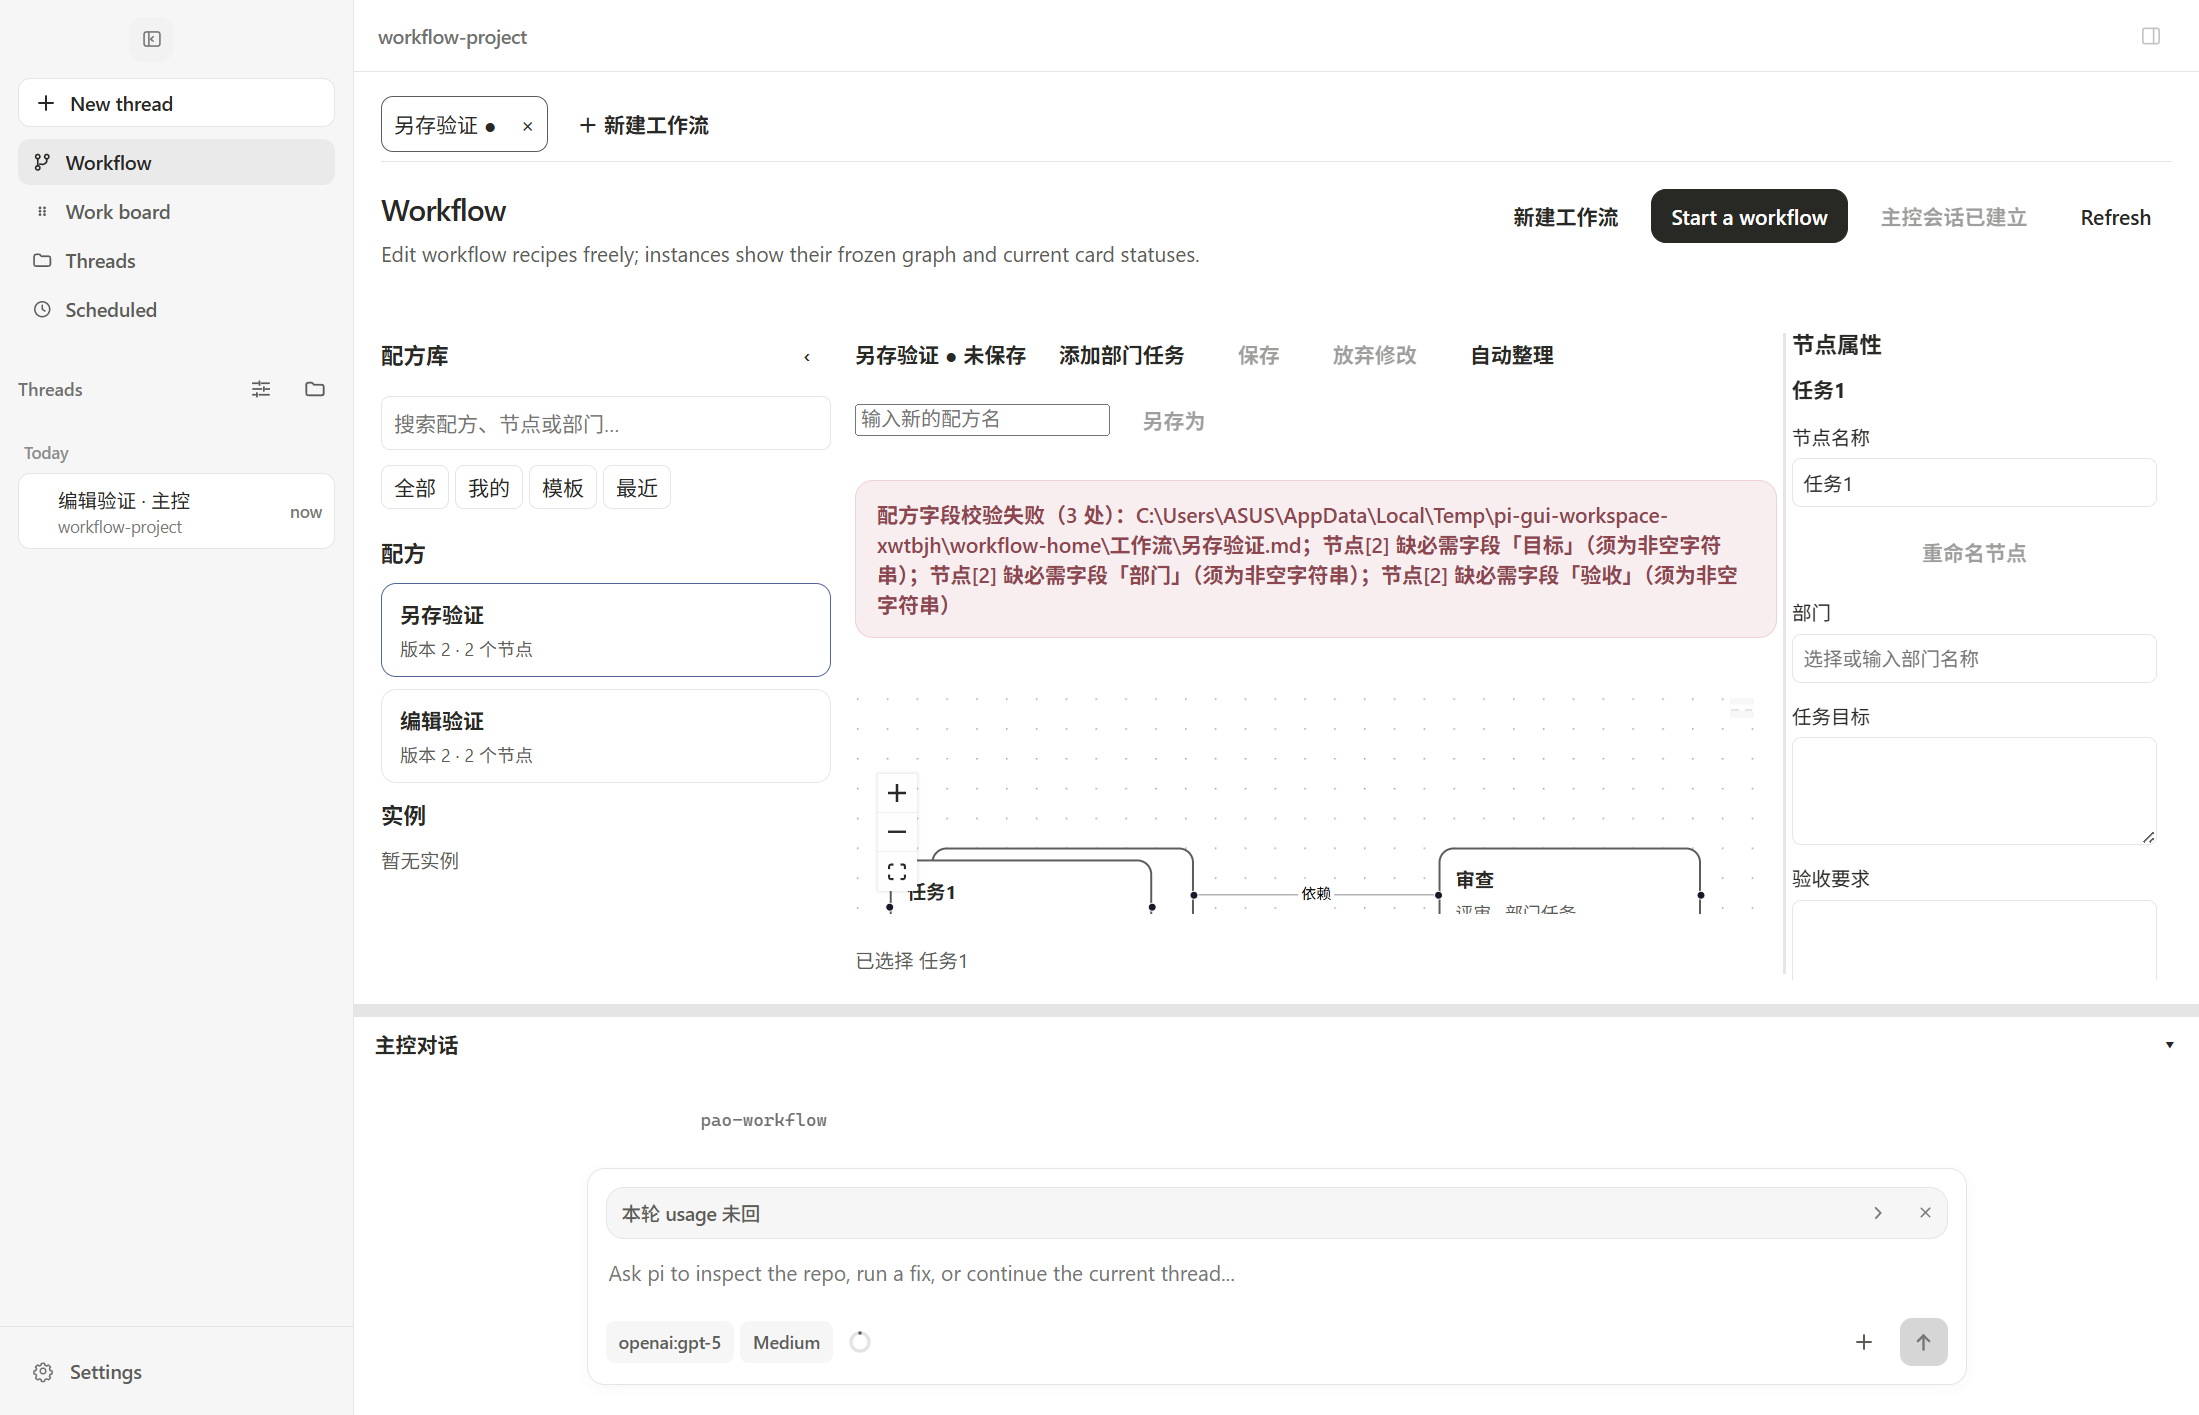 workflow-project
New thread
Workflow
Work board
Threads
Scheduled
Threads
Today
编辑验证 · 主控
workflow-project
now
Settings
另存验证 ● ×
+ 新建工作流
Workflow
Edit workflow recipes freely; instances show their frozen graph and current card statuses.
新建工作流
Start a workflow
主控会话已建立
Refresh
配方库
搜索配方、节点或部门...
全部
我的
模板
最近
配方
另存验证
版本 2 · 2 个节点
编辑验证
版本 2 · 2 个节点
实例
暂无实例
另存验证 ● 未保存
添加部门任务
保存
放弃修改
自动整理
输入新的配方名
另存为
配方字段校验失败（3 处）：C:\Users\ASUS\AppData\Local\Temp\pi-gui-workspace-
xwtbjh\workflow-home\工作流\另存验证.md；节点[2] 缺必需字段「目标」（须为非空字符
串）；节点[2] 缺必需字段「部门」（须为非空字符串）；节点[2] 缺必需字段「验收」（须为非空
字符串）
任务1
依赖
审查
评审 · 部门任务
已选择 任务1
节点属性
任务1
节点名称
任务1
重命名节点
部门
选择或输入部门名称
任务目标
验收要求
主控对话
pao-workflow
本轮 usage 未回
Ask pi to inspect the repo, run a fix, or continue the current thread...
openai:gpt-5
Medium